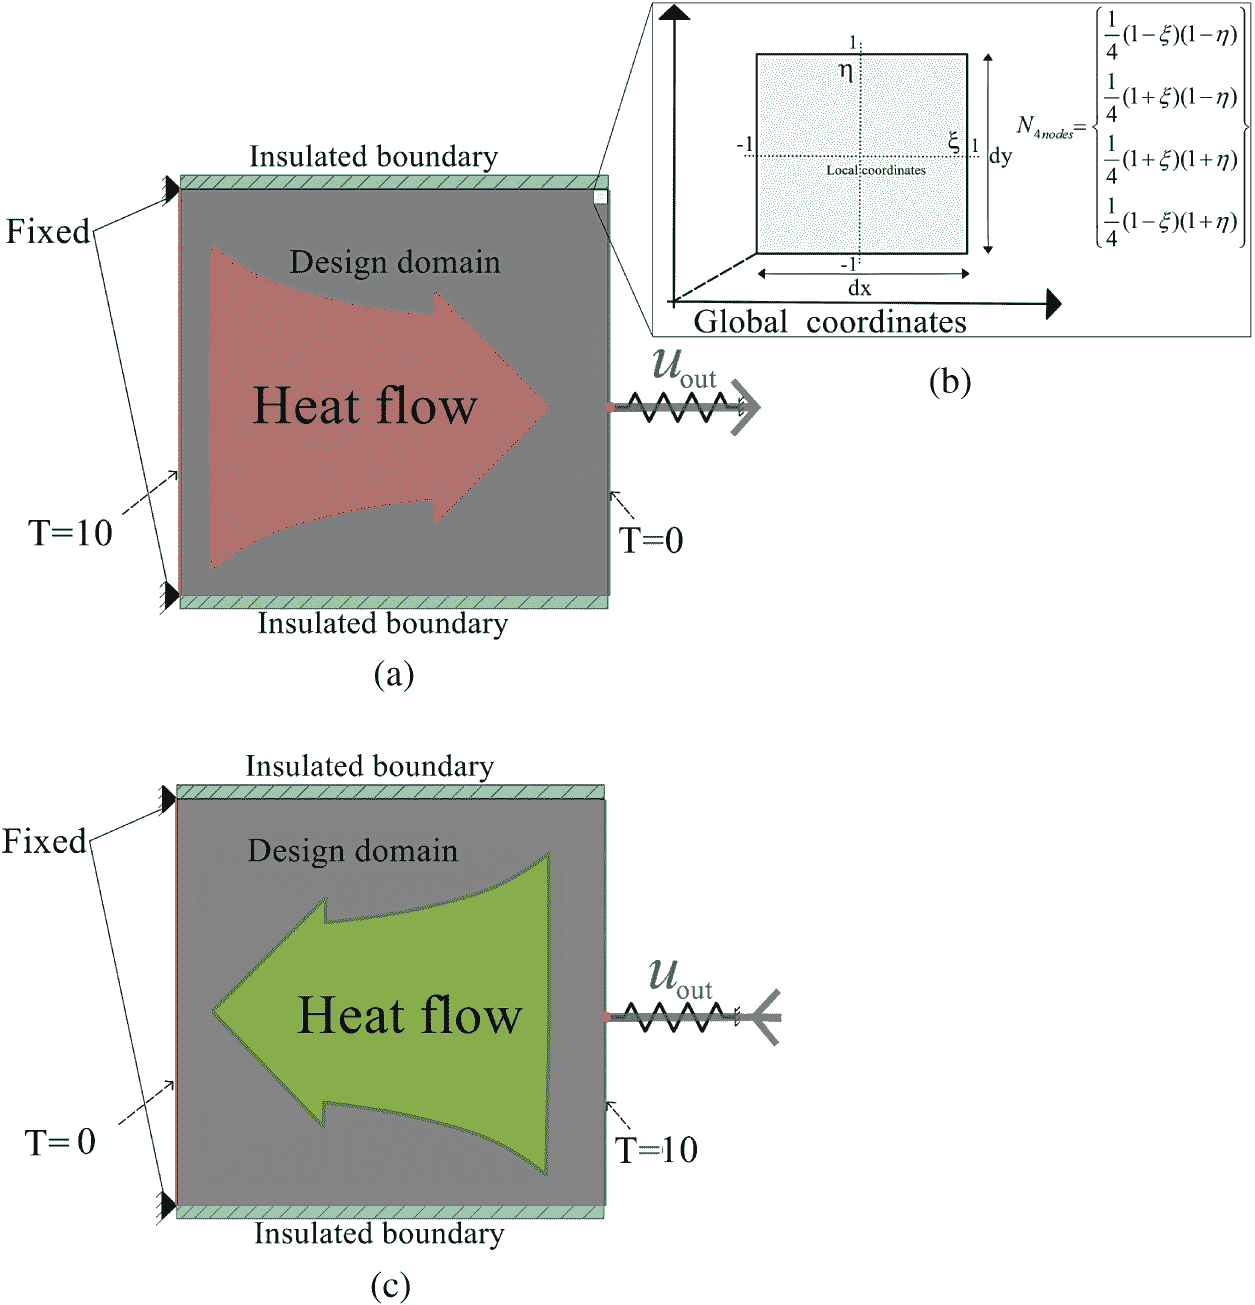 Insulated boundary
Fixed
Design domain
Heat flow
u_out
T=10
T=0
Insulated boundary
(a)
1
η
-1
ξ
1
dy
Local coordinates
-1
dx
Global coordinates
N_{4nodes}=
1/4 (1-ξ)(1-η)
1/4 (1+ξ)(1-η)
1/4 (1+ξ)(1+η)
1/4 (1-ξ)(1+η)
(b)
Insulated boundary
Fixed
Design domain
Heat flow
u_out
T= 0
T=10
Insulated boundary
(c)